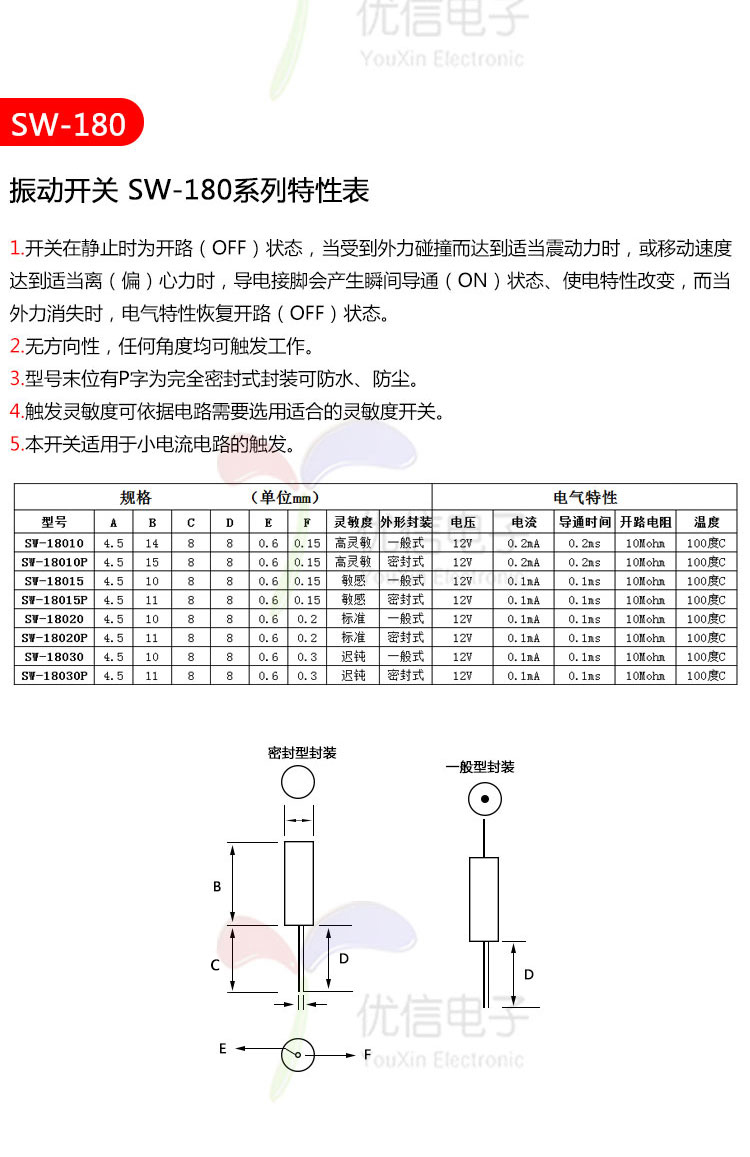 优信电子
YouXin Electronic
SW-180
振动开关 SW-180系列特性表
1.开关在静止时为开路（OFF）状态，当受到外力碰撞而达到适当震动力时，或移动速度
达到适当离（偏）心力时，导电接脚会产生瞬间导通（ON）状态、使电特性改变，而当
外力消失时，电气特性恢复开路（OFF）状态。
2.无方向性，任何角度均可触发工作。
3.型号末位有P字为完全密封式封装可防水、防尘。
4.触发灵敏度可依据电路需要选用适合的灵敏度开关。
5.本开关适用于小电流电路的触发。
规格 （单位mm） 电气特性
型号 A B C D E F 灵敏度 外形封装 电压 电流 导通时间 开路电阻 温度
SW-18010 4.5 14 8 8 0.6 0.15 高灵敏 一般式 12V 0.2mA 0.2ms 10Mohm 100度C
SW-18010P 4.5 15 8 8 0.6 0.15 高灵敏 密封式 12V 0.2mA 0.2ms 10Mohm 100度C
SW-18015 4.5 10 8 8 0.6 0.15 敏感 一般式 12V 0.1mA 0.1ms 10Mohm 100度C
SW-18015P 4.5 11 8 8 0.6 0.15 敏感 密封式 12V 0.1mA 0.1ms 10Mohm 100度C
SW-18020 4.5 10 8 8 0.6 0.2 标准 一般式 12V 0.1mA 0.1ms 10Mohm 100度C
SW-18020P 4.5 11 8 8 0.6 0.2 标准 密封式 12V 0.1mA 0.1ms 10Mohm 100度C
SW-18030 4.5 10 8 8 0.6 0.3 迟钝 一般式 12V 0.1mA 0.1ms 10Mohm 100度C
SW-18030P 4.5 11 8 8 0.6 0.3 迟钝 密封式 12V 0.1mA 0.1ms 10Mohm 100度C
优信电子
YouXin Electronic
密封型封装
一般型封装
B
C
D
D
E
F
优信电子
YouXin Electronic